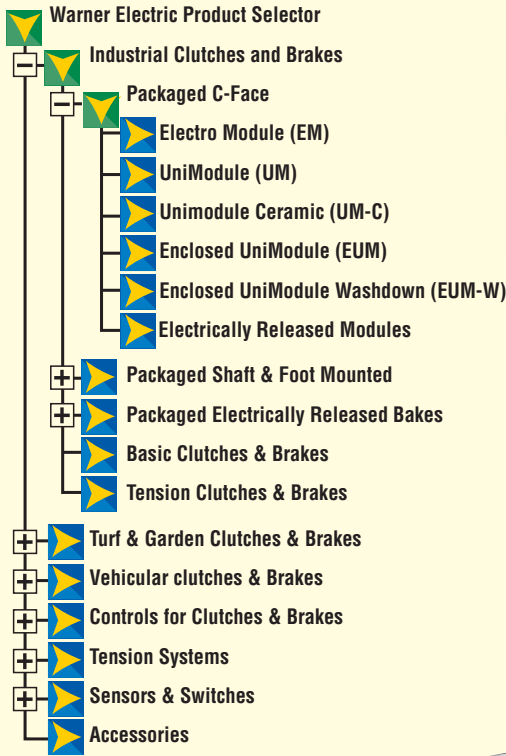 Warner Electric Product Selector
Industrial Clutches and Brakes
Packaged C-Face
Electro Module (EM)
UniModule (UM)
Unimodule Ceramic (UM-C)
Enclosed UniModule (EUM)
Enclosed UniModule Washdown (EUM-W)
Electrically Released Modules
Packaged Shaft & Foot Mounted
Packaged Electrically Released Bakes
Basic Clutches & Brakes
Tension Clutches & Brakes
Turf & Garden Clutches & Brakes
Vehicular clutches & Brakes
Controls for Clutches & Brakes
Tension Systems
Sensors & Switches
Accessories